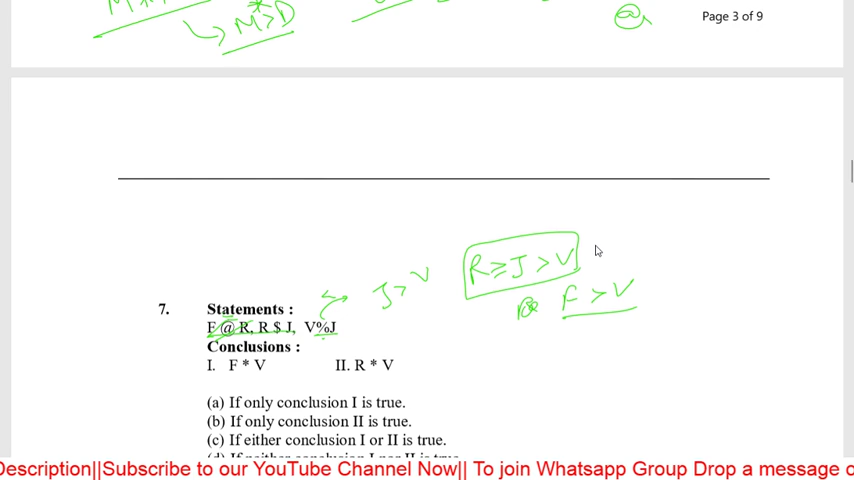 M>D
*
@
Page 3 of 9
J > V
R ≥ J > V
F > V
7. Statements :
F @ R, R $ J, V%J
Conclusions :
I. F * V II. R * V
(a) If only conclusion I is true.
(b) If only conclusion II is true.
(c) If either conclusion I or II is true.
Description||Subscribe to our YouTube Channel Now|| To join Whatsapp Group Drop a message o